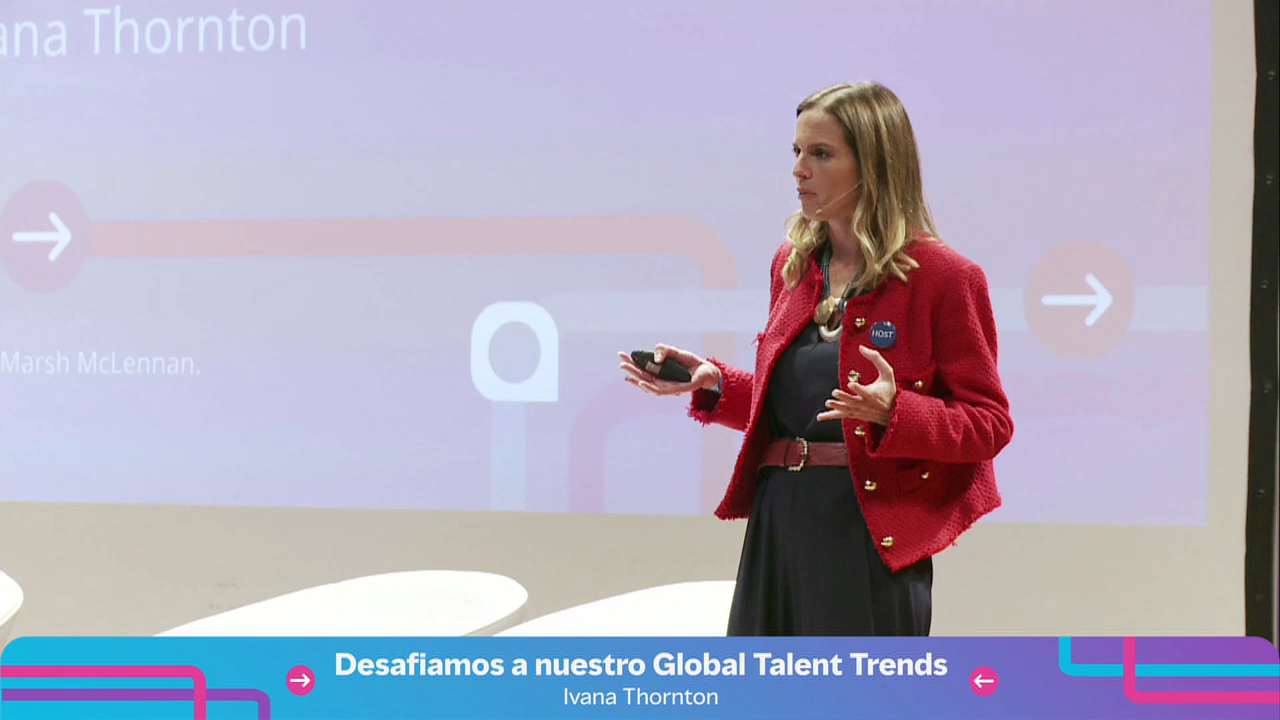 ana Thornton
Marsh McLennan.
HOST
Desafiamos a nuestro Global Talent Trends
Ivana Thornton